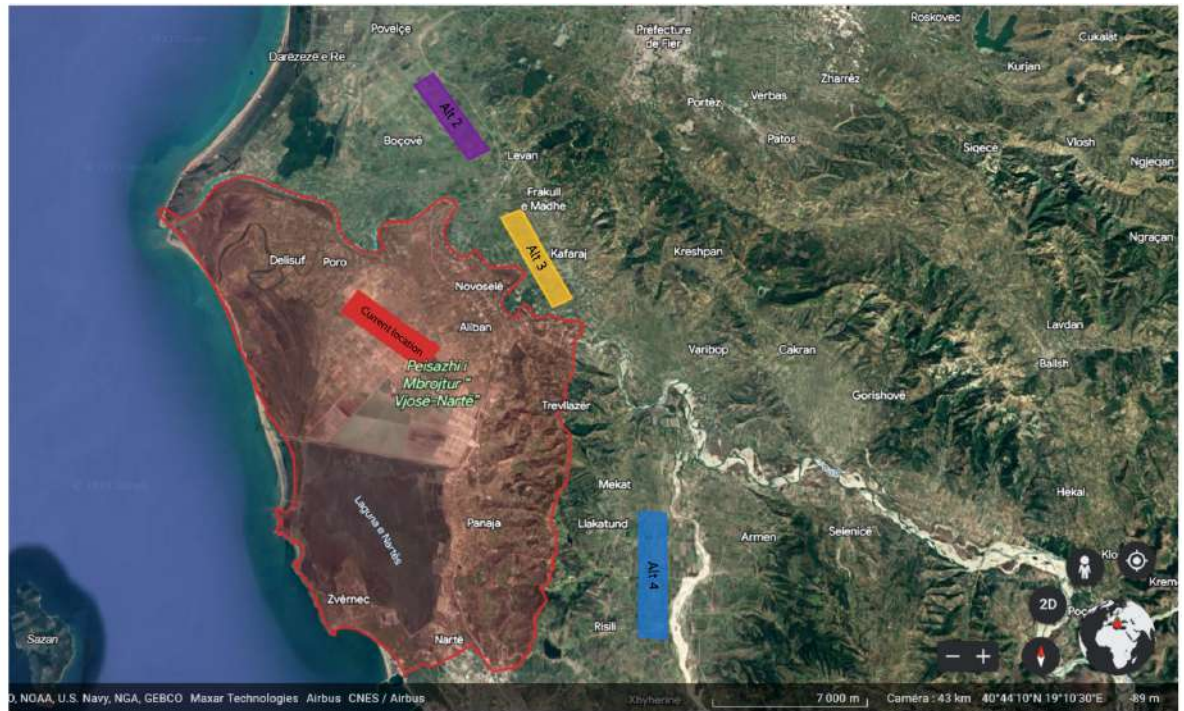 Roskovec
Povelçe
Préfecture
de Fier
Cukalat
Darëzezë e Re
Kurjan
Zharrëz
Verbas
Portëz
Alt 2
Patos
Vlosh
Boçovë
Siqecë
Levan
Ngjeqan
Frakull
e Madhe
Ngraçan
Kreshpan
Kafaraj
Alt 3
Delisuf
Poro
Novoselë
Current location
Aliban
Lavdan
Varibop
Cakran
Ballsh
Peisazhi i
Mbrojtur "
Vjosë-Nartë"
Gorishovë
Trevllazër
Mekat
Hekal
Laguna e Nartës
Panaja
Llakatund
Selenicë
Armen
Alt 4
Zvërnec
Risili
2D
Sazan
Nartë
NOAA, U.S. Navy, NGA, GEBCO Maxar Technologies Airbus CNES / Airbus
Xhyherinë
7 000 m
Caméra : 43 km 40°44'10"N 19°10'30"E
-89 m